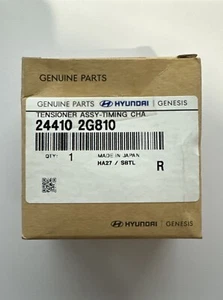 GENUINE PARTS
GENUINE PARTS HYUNDAI | GENESIS
TENSIONER ASSY-TIMING CHA
24410 2G810
QTY: 1 MADE IN JAPAN
HA27 / SBTL
R
HYUNDAI | GENESIS